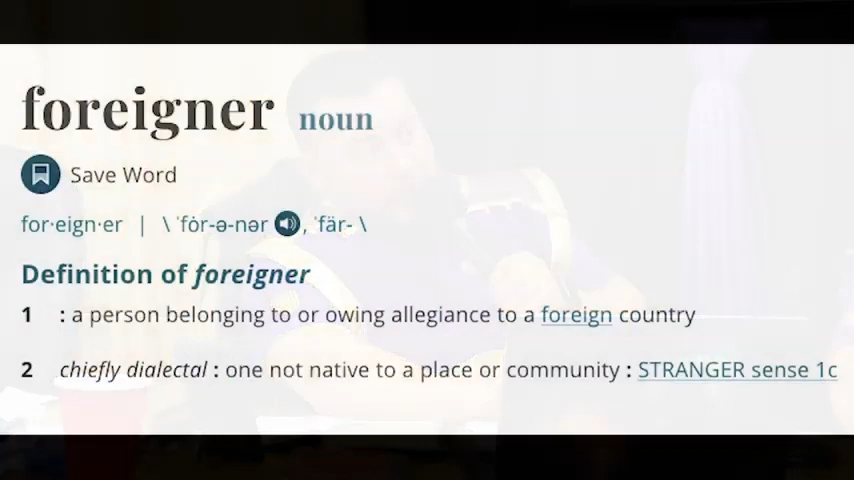 foreigner noun
Save Word
for·eign·er | \ ˈfȯr-ə-nər , ˈfär- \
Definition of foreigner
1 : a person belonging to or owing allegiance to a foreign country
2 chiefly dialectal : one not native to a place or community : STRANGER sense 1c